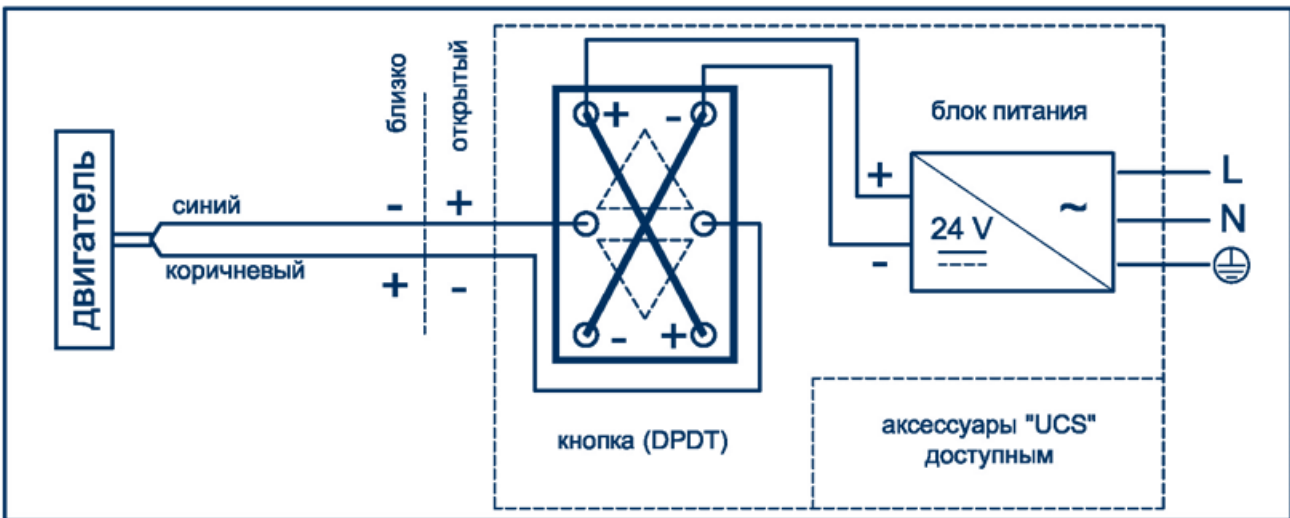 двигатель
синий
коричневый
близко
открытый
- +
+ -
+ -
- +
кнопка (DPDT)
блок питания
+
-
24 V
~
L
N
аксессуары "UCS"
доступным